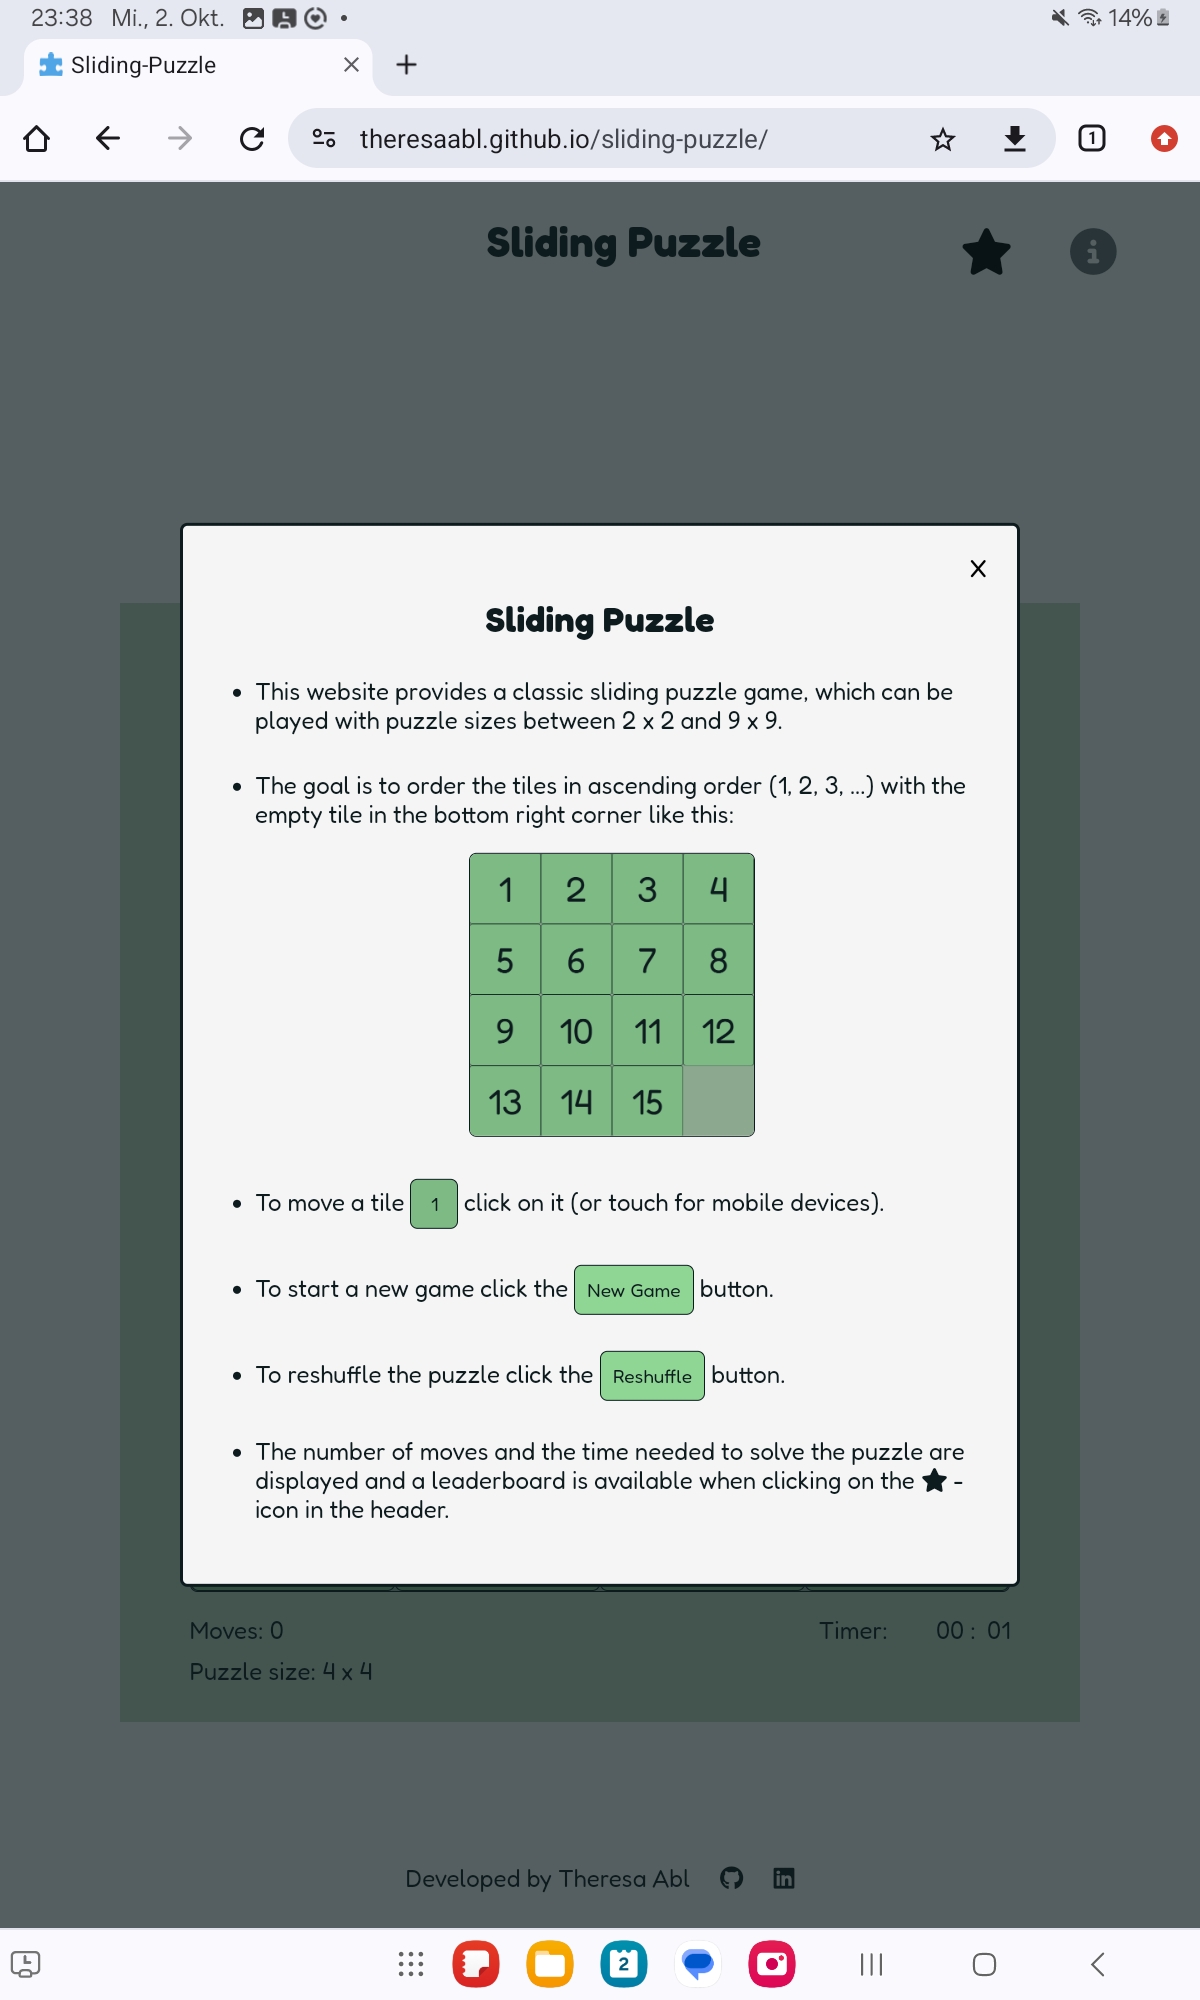 23:38 Mi., 2. Okt.
14%
Sliding-Puzzle
theresaabl.github.io/sliding-puzzle/
1
Sliding Puzzle
X
Sliding Puzzle
• This website provides a classic sliding puzzle game, which can be
played with puzzle sizes between 2 x 2 and 9 x 9.
• The goal is to order the tiles in ascending order (1, 2, 3, ...) with the
empty tile in the bottom right corner like this:
1 2 3 4
5 6 7 8
9 10 11 12
13 14 15
• To move a tile 1 click on it (or touch for mobile devices).
• To start a new game click the New Game button.
• To reshuffle the puzzle click the Reshuffle button.
• The number of moves and the time needed to solve the puzzle are
displayed and a leaderboard is available when clicking on the ★ -
icon in the header.
Moves: 0 Timer: 00 : 01
Puzzle size: 4 x 4
Developed by Theresa Abl
2